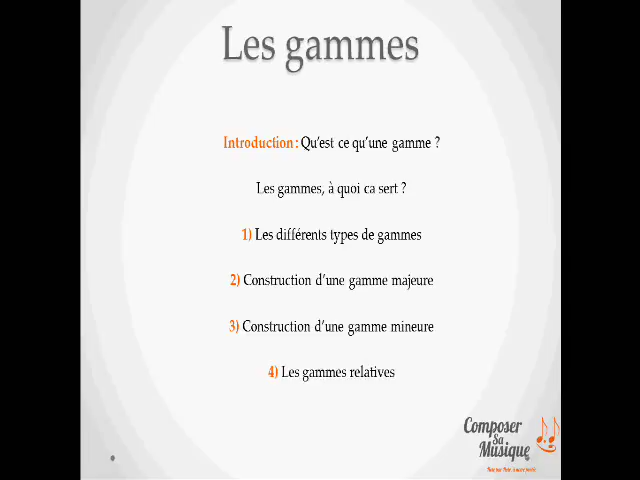 Les gammes
Introduction : Qu'est ce qu'une gamme ?
Les gammes, à quoi ca sert ?
1) Les différents types de gammes
2) Construction d'une gamme majeure
3) Construction d'une gamme mineure
4) Les gammes relatives
Composer
Sa
Musique